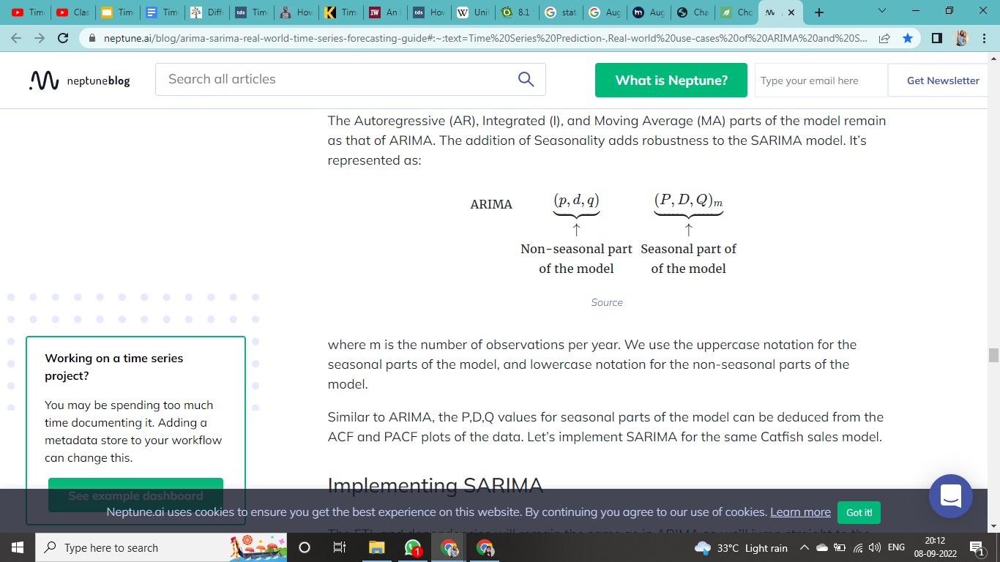 Tim
Clas
Time
Time
Diff
tds Tim
How
Tim
IW An i
tds How
W Uni
8.1
stat
Aug
m Aug
Cha
Cho
neptune.ai/blog/arima-sarima-real-world-time-series-forecasting-guide#:~:text=Time%20Series%20Prediction-,Real-world%20use-cases%20of%20ARIMA%20and%20S...
neptuneblog
Search all articles
What is Neptune?
Type your email here
Get Newsletter
The Autoregressive (AR), Integrated (I), and Moving Average (MA) parts of the model remain
as that of ARIMA. The addition of Seasonality adds robustness to the SARIMA model. It's
represented as:
ARIMA (p, d, q) (P, D, Q)m
↑ ↑
Non-seasonal part Seasonal part of
of the model of the model
Source
where m is the number of observations per year. We use the uppercase notation for the
seasonal parts of the model, and lowercase notation for the non-seasonal parts of the
model.
Similar to ARIMA, the P,D,Q values for seasonal parts of the model can be deduced from the
ACF and PACF plots of the data. Let's implement SARIMA for the same Catfish sales model.
Implementing SARIMA
Working on a time series
project?
You may be spending too much
time documenting it. Adding a
metadata store to your workflow
can change this.
See example dashboard
Neptune.ai uses cookies to ensure you get the best experience on this website. By continuing you agree to our use of cookies. Learn more Got it!
Type here to search
1
33°C Light rain
ENG
20:12
08-09-2022
1